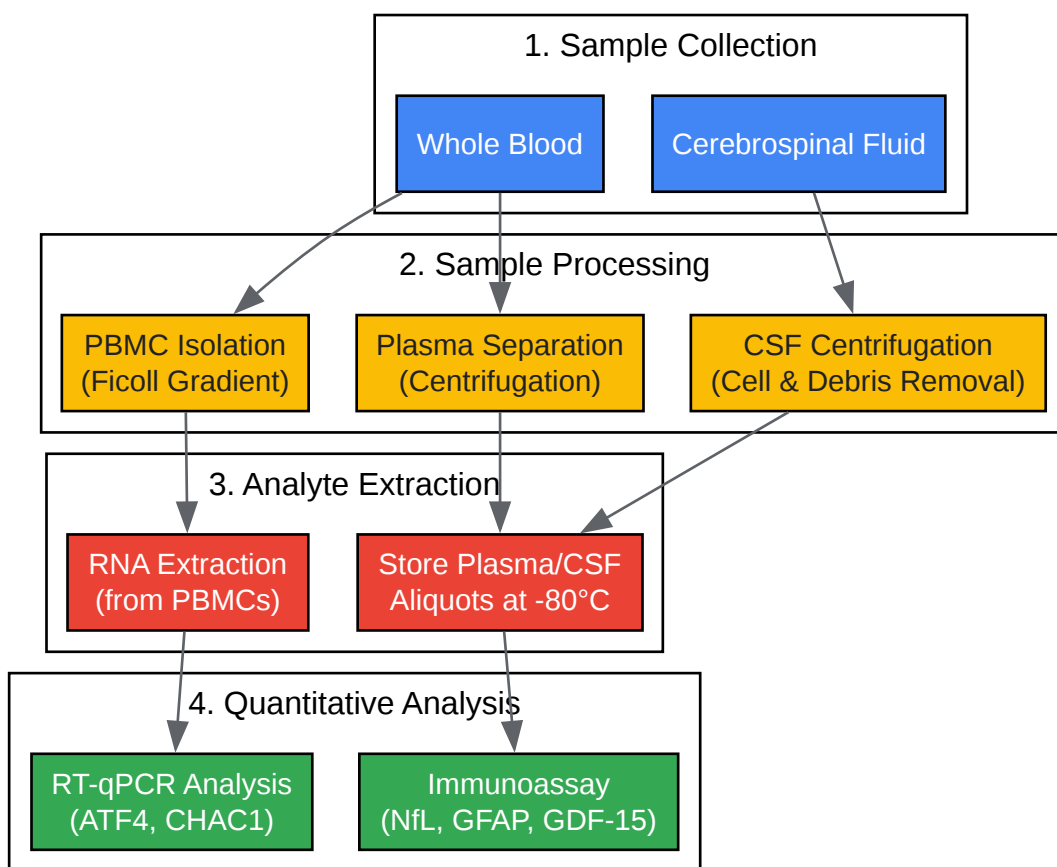 1. Sample Collection
Whole Blood
Cerebrospinal Fluid
2. Sample Processing
PBMC Isolation
(Ficoll Gradient)
Plasma Separation
(Centrifugation)
CSF Centrifugation
(Cell & Debris Removal)
3. Analyte Extraction
RNA Extraction
(from PBMCs)
Store Plasma/CSF
Aliquots at -80°C
4. Quantitative Analysis
RT-qPCR Analysis
(ATF4, CHAC1)
Immunoassay
(NfL, GFAP, GDF-15)